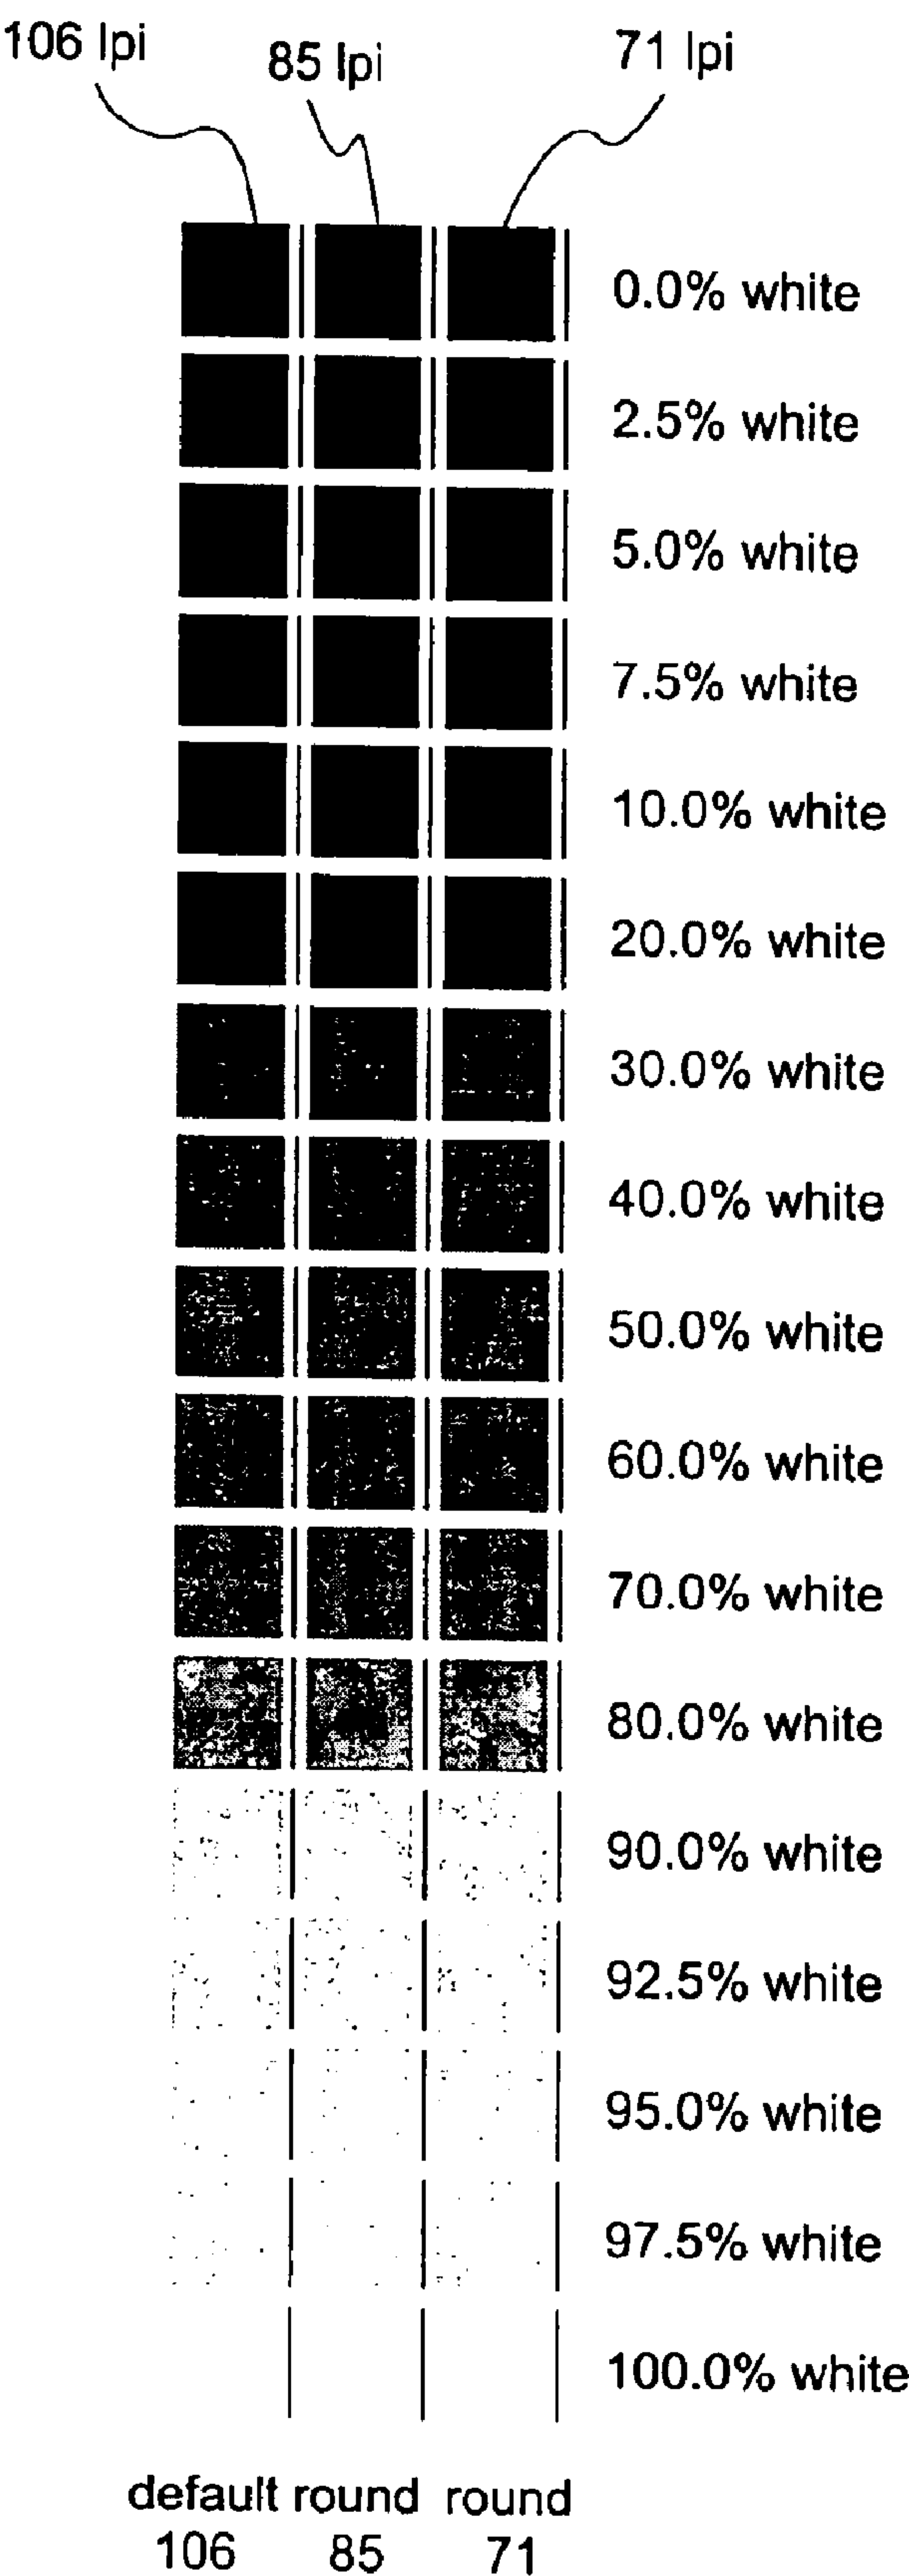 106 lpi
85 lpi
71 lpi
0.0% white
2.5% white
5.0% white
7.5% white
10.0% white
20.0% white
30.0% white
40.0% white
50.0% white
60.0% white
70.0% white
80.0% white
90.0% white
92.5% white
95.0% white
97.5% white
100.0% white
default round round
106 85 71